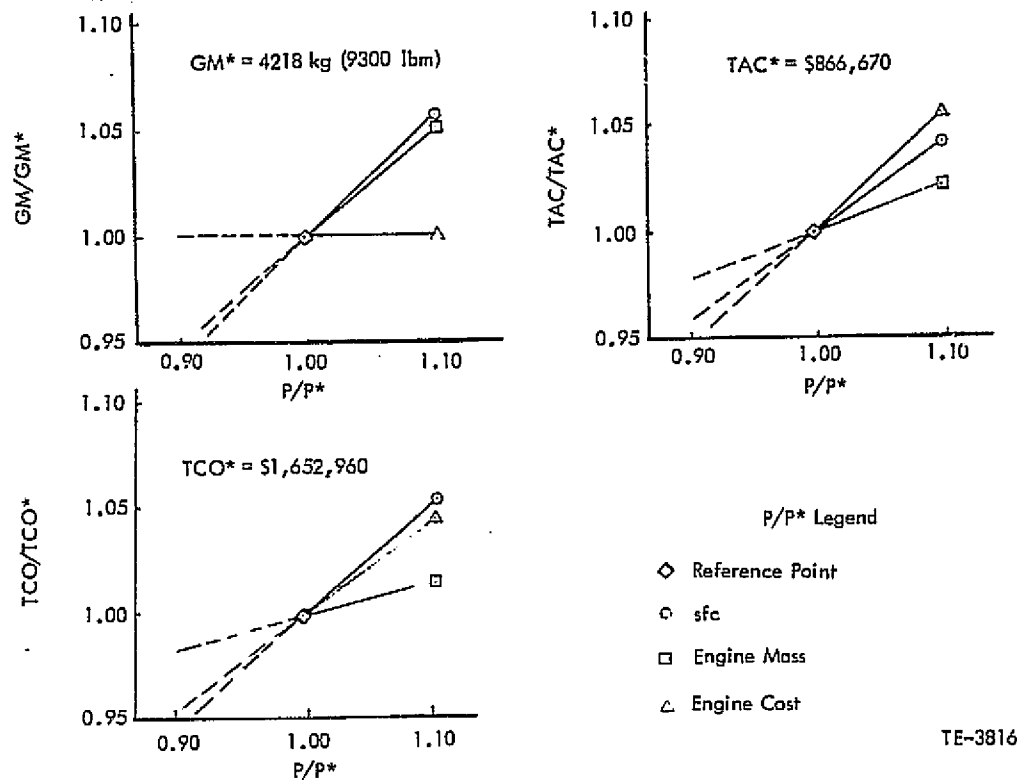 1.10
GM* = 4218 kg (9300 lbm)
1.05
GM/GM*
1.00
0.95
0.90
1.00
1.10
P/P*
1.10
TAC* = $866,670
1.05
TAC/TAC*
1.00
0.95
0.90
1.00
1.10
P/P*
1.10
TCO* = $1,652,960
1.05
TCO/TCO*
1.00
0.95
0.90
1.00
1.10
P/P*
P/P* Legend
Reference Point
sfc
Engine Mass
Engine Cost
TE-3816